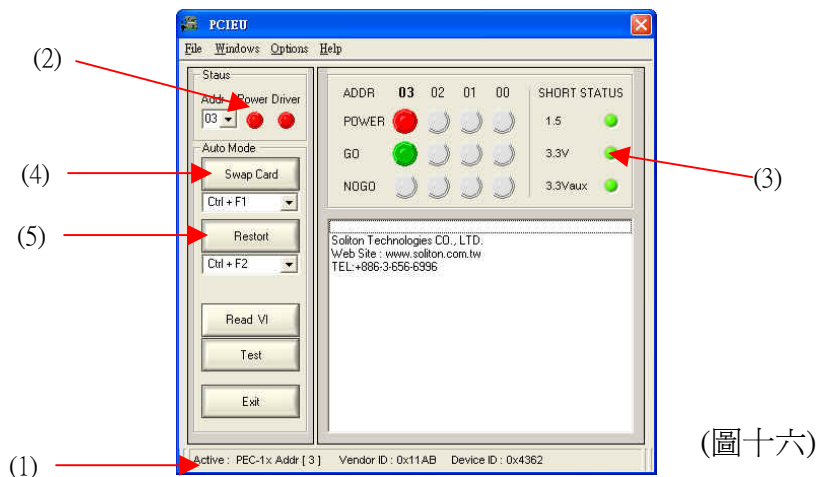 PCIEU
File Windows Options Help
(2)
Staus
Addr Power Driver
03
ADDR 03 02 01 00 SHORT STATUS
POWER 1.5
GO 3.3V
NOGO 3.3Vaux
(3)
Auto Mode
(4)
Swap Card
Ctrl + F1
(5)
Restort
Ctrl + F2
Soliton Technologies CO., LTD.
Web Site : www.soliton.com.tw
TEL:+886-3-656-6996
Read VI
Test
Exit
(圖十六)
(1)
Active : PEC-1x Addr [ 3 ] Vendor ID : 0x11AB Device ID : 0x4362